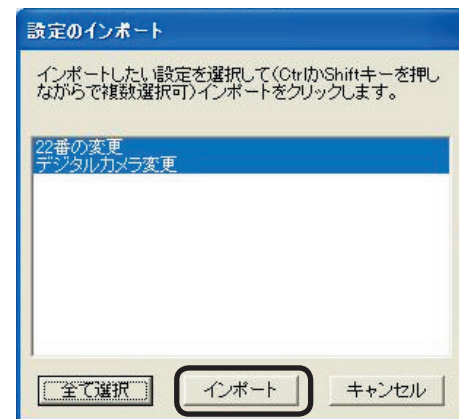 設定のインポート
インポートしたい設定を選択して(CtrlかShiftキーを押し
ながらで複数選択可)インポートをクリックします。
22番の変更
デジタルカメラ変更
全て選択 インポート キャンセル